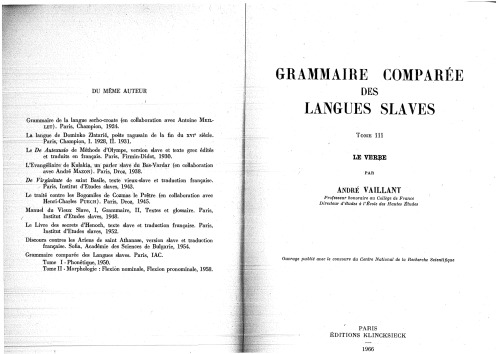 DU MÊME AUTEUR
Grammaire de la langue serbo-croate (en collaboration avec Antoine MEIL-
LET). Paris, Champion, 1924.
La langue de Dominko Zlatarić, poète ragusain de la fin du XVIe siècle.
Paris, Champion, I. 1928, II. 1931.
Le De Autexusio de Méthode d'Olympe, version slave et texte grec édités
et traduits en français. Paris, Firmin-Didot, 1930.
L'Évangéliaire de Kulakia, un parler slave du Bas-Vardar (en collaboration
avec André MAZON). Paris, Droz, 1938.
De Virginitate de saint Basile, texte vieux-slave et traduction française.
Paris, Institut d'Etudes slaves, 1943.
Le traité contre les Bogomiles de Cosmas le Prêtre (en collaboration avec
Henri-Charles PUECH). Paris, Droz, 1945.
Manuel du Vieux Slave, I, Grammaire, II, Textes et glossaire. Paris,
Institut d'Etudes slaves, 1948.
Le Livre des secrets d'Hénoch, texte slave et traduction française. Paris,
Institut d'Etudes slaves, 1952.
Discours contre les Ariens de saint Athanase, version slave et traduction
française. Sofia, Académie des Sciences de Bulgarie, 1954.
Grammaire comparée des Langues slaves. Paris, IAC.
Tome I - Phonétique, 1950.
Tome II - Morphologie : Flexion nominale, Flexion pronominale, 1958.
GRAMMAIRE COMPARÉE
DES
LANGUES SLAVES
TOME III
LE VERBE
PAR
ANDRÉ VAILLANT
Professeur honoraire au Collège de France
Directeur d'études à l'École des Hautes Études
Ouvrage publié avec le concours du Centre National de la Recherche Scientifique
PARIS
ÉDITIONS KLINCKSIECK
1966